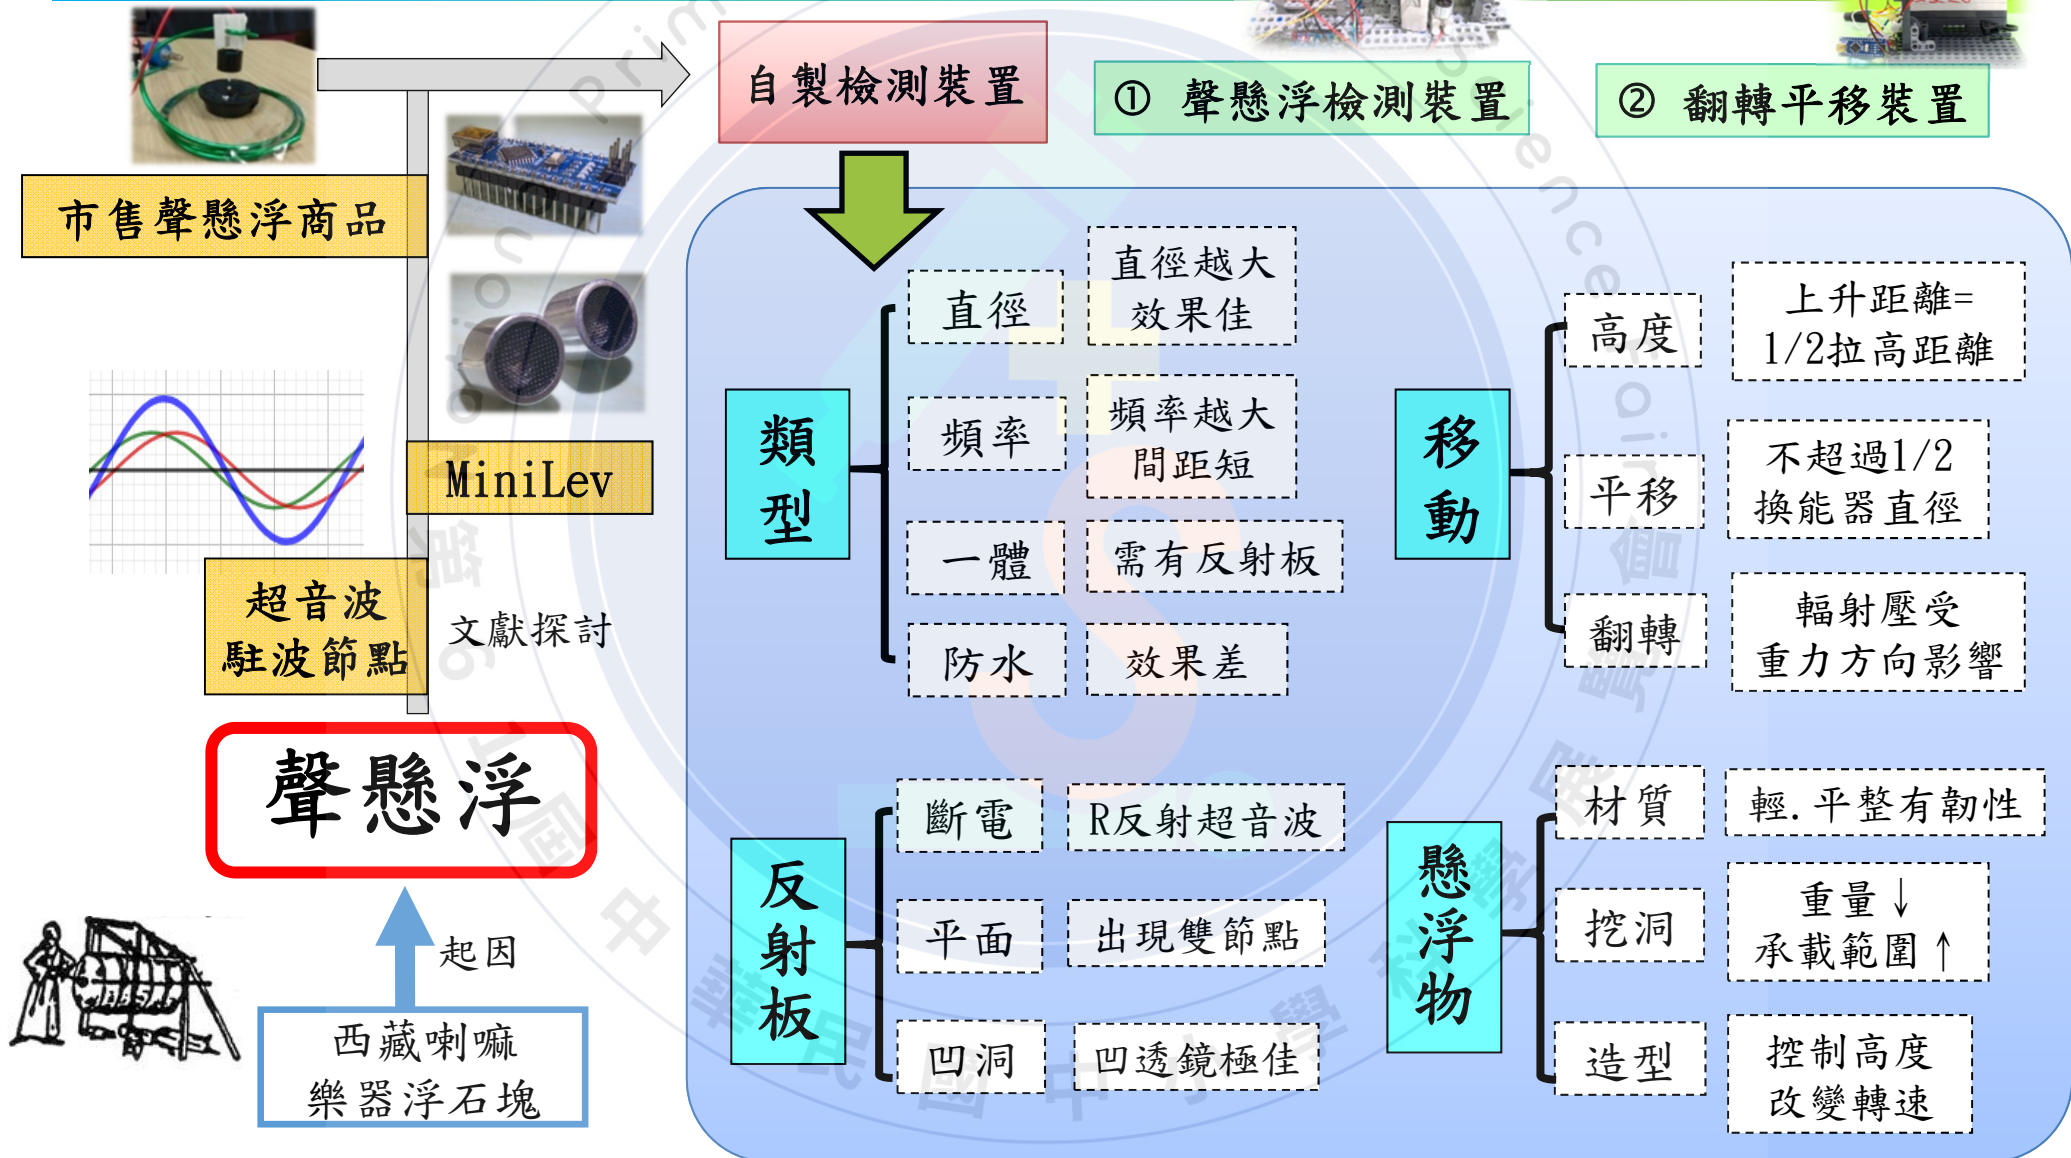 自製檢測裝置
① 聲懸浮檢測裝置
② 翻轉平移裝置
市售聲懸浮商品
MiniLev
超音波
駐波節點
文獻探討
聲懸浮
起因
西藏喇嘛
樂器浮石塊
類型
直徑
直徑越大
效果佳
頻率
頻率越大
間距短
一體
需有反射板
防水
效果差
移動
高度
上升距離=
1/2拉高距離
平移
不超過1/2
換能器直徑
翻轉
輻射壓受
重力方向影響
反射板
斷電
R反射超音波
平面
出現雙節點
凹洞
凹透鏡極佳
懸浮物
材質
輕.平整有韌性
挖洞
重量↓
承載範圍↑
造型
控制高度
改變轉速